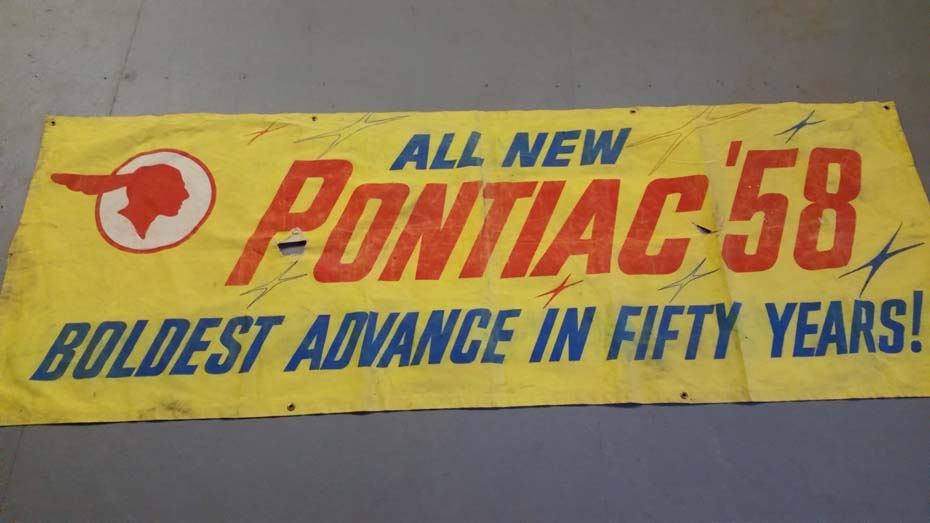 ALL NEW
PONTIAC '58
BOLDEST ADVANCE IN FIFTY YEARS!